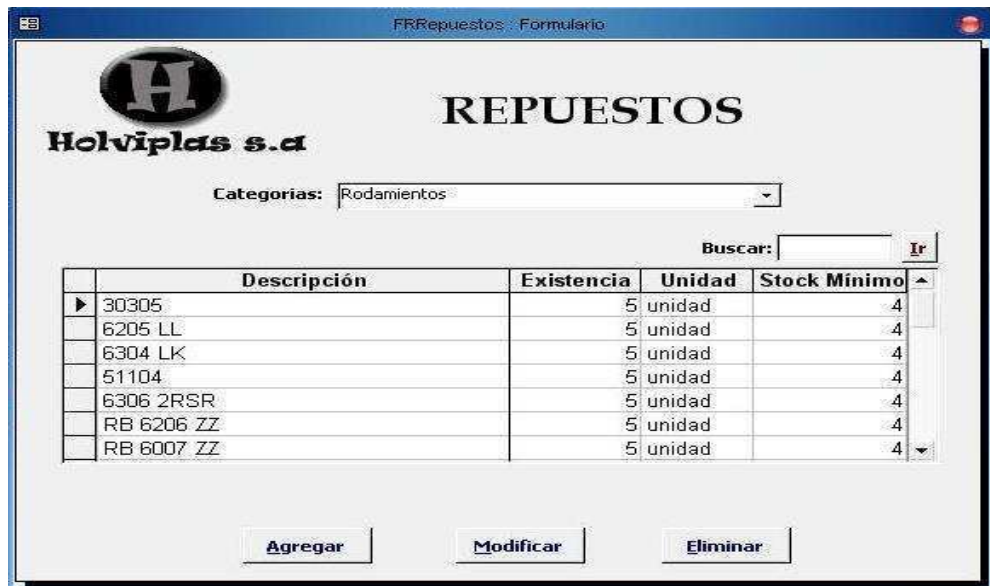 FRRepuestos : Formulario
H
Holviplas s.a
REPUESTOS
Categorias: Rodamientos
Buscar: Ir
Descripción Existencia Unidad Stock Mínimo
30305 5 unidad 4
6205 LL 5 unidad 4
6304 LK 5 unidad 4
51104 5 unidad 4
6306 2RSR 5 unidad 4
RB 6206 ZZ 5 unidad 4
RB 6007 ZZ 5 unidad 4
Agregar Modificar Eliminar